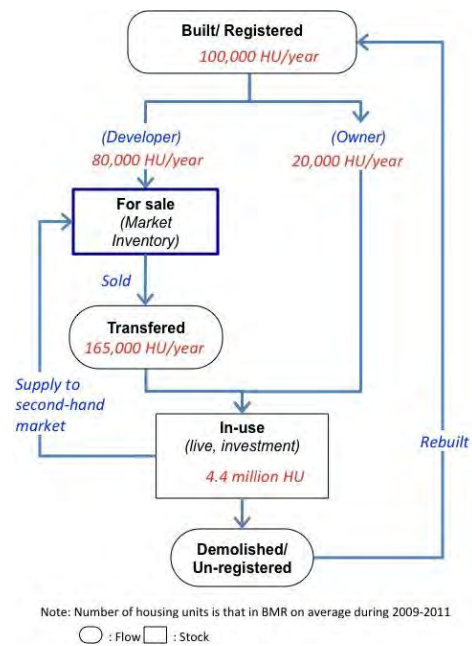 Built/ Registered
100,000 HU/year
(Developer)
80,000 HU/year
(Owner)
20,000 HU/year
For sale
(Market
Inventory)
Sold
Transfered
165,000 HU/year
Supply to
second-hand
market
In-use
(live, investment)
4.4 million HU
Rebuilt
Demolished/
Un-registered
Note: Number of housing units is that in BMR on average during 2009-2011
: Flow : Stock